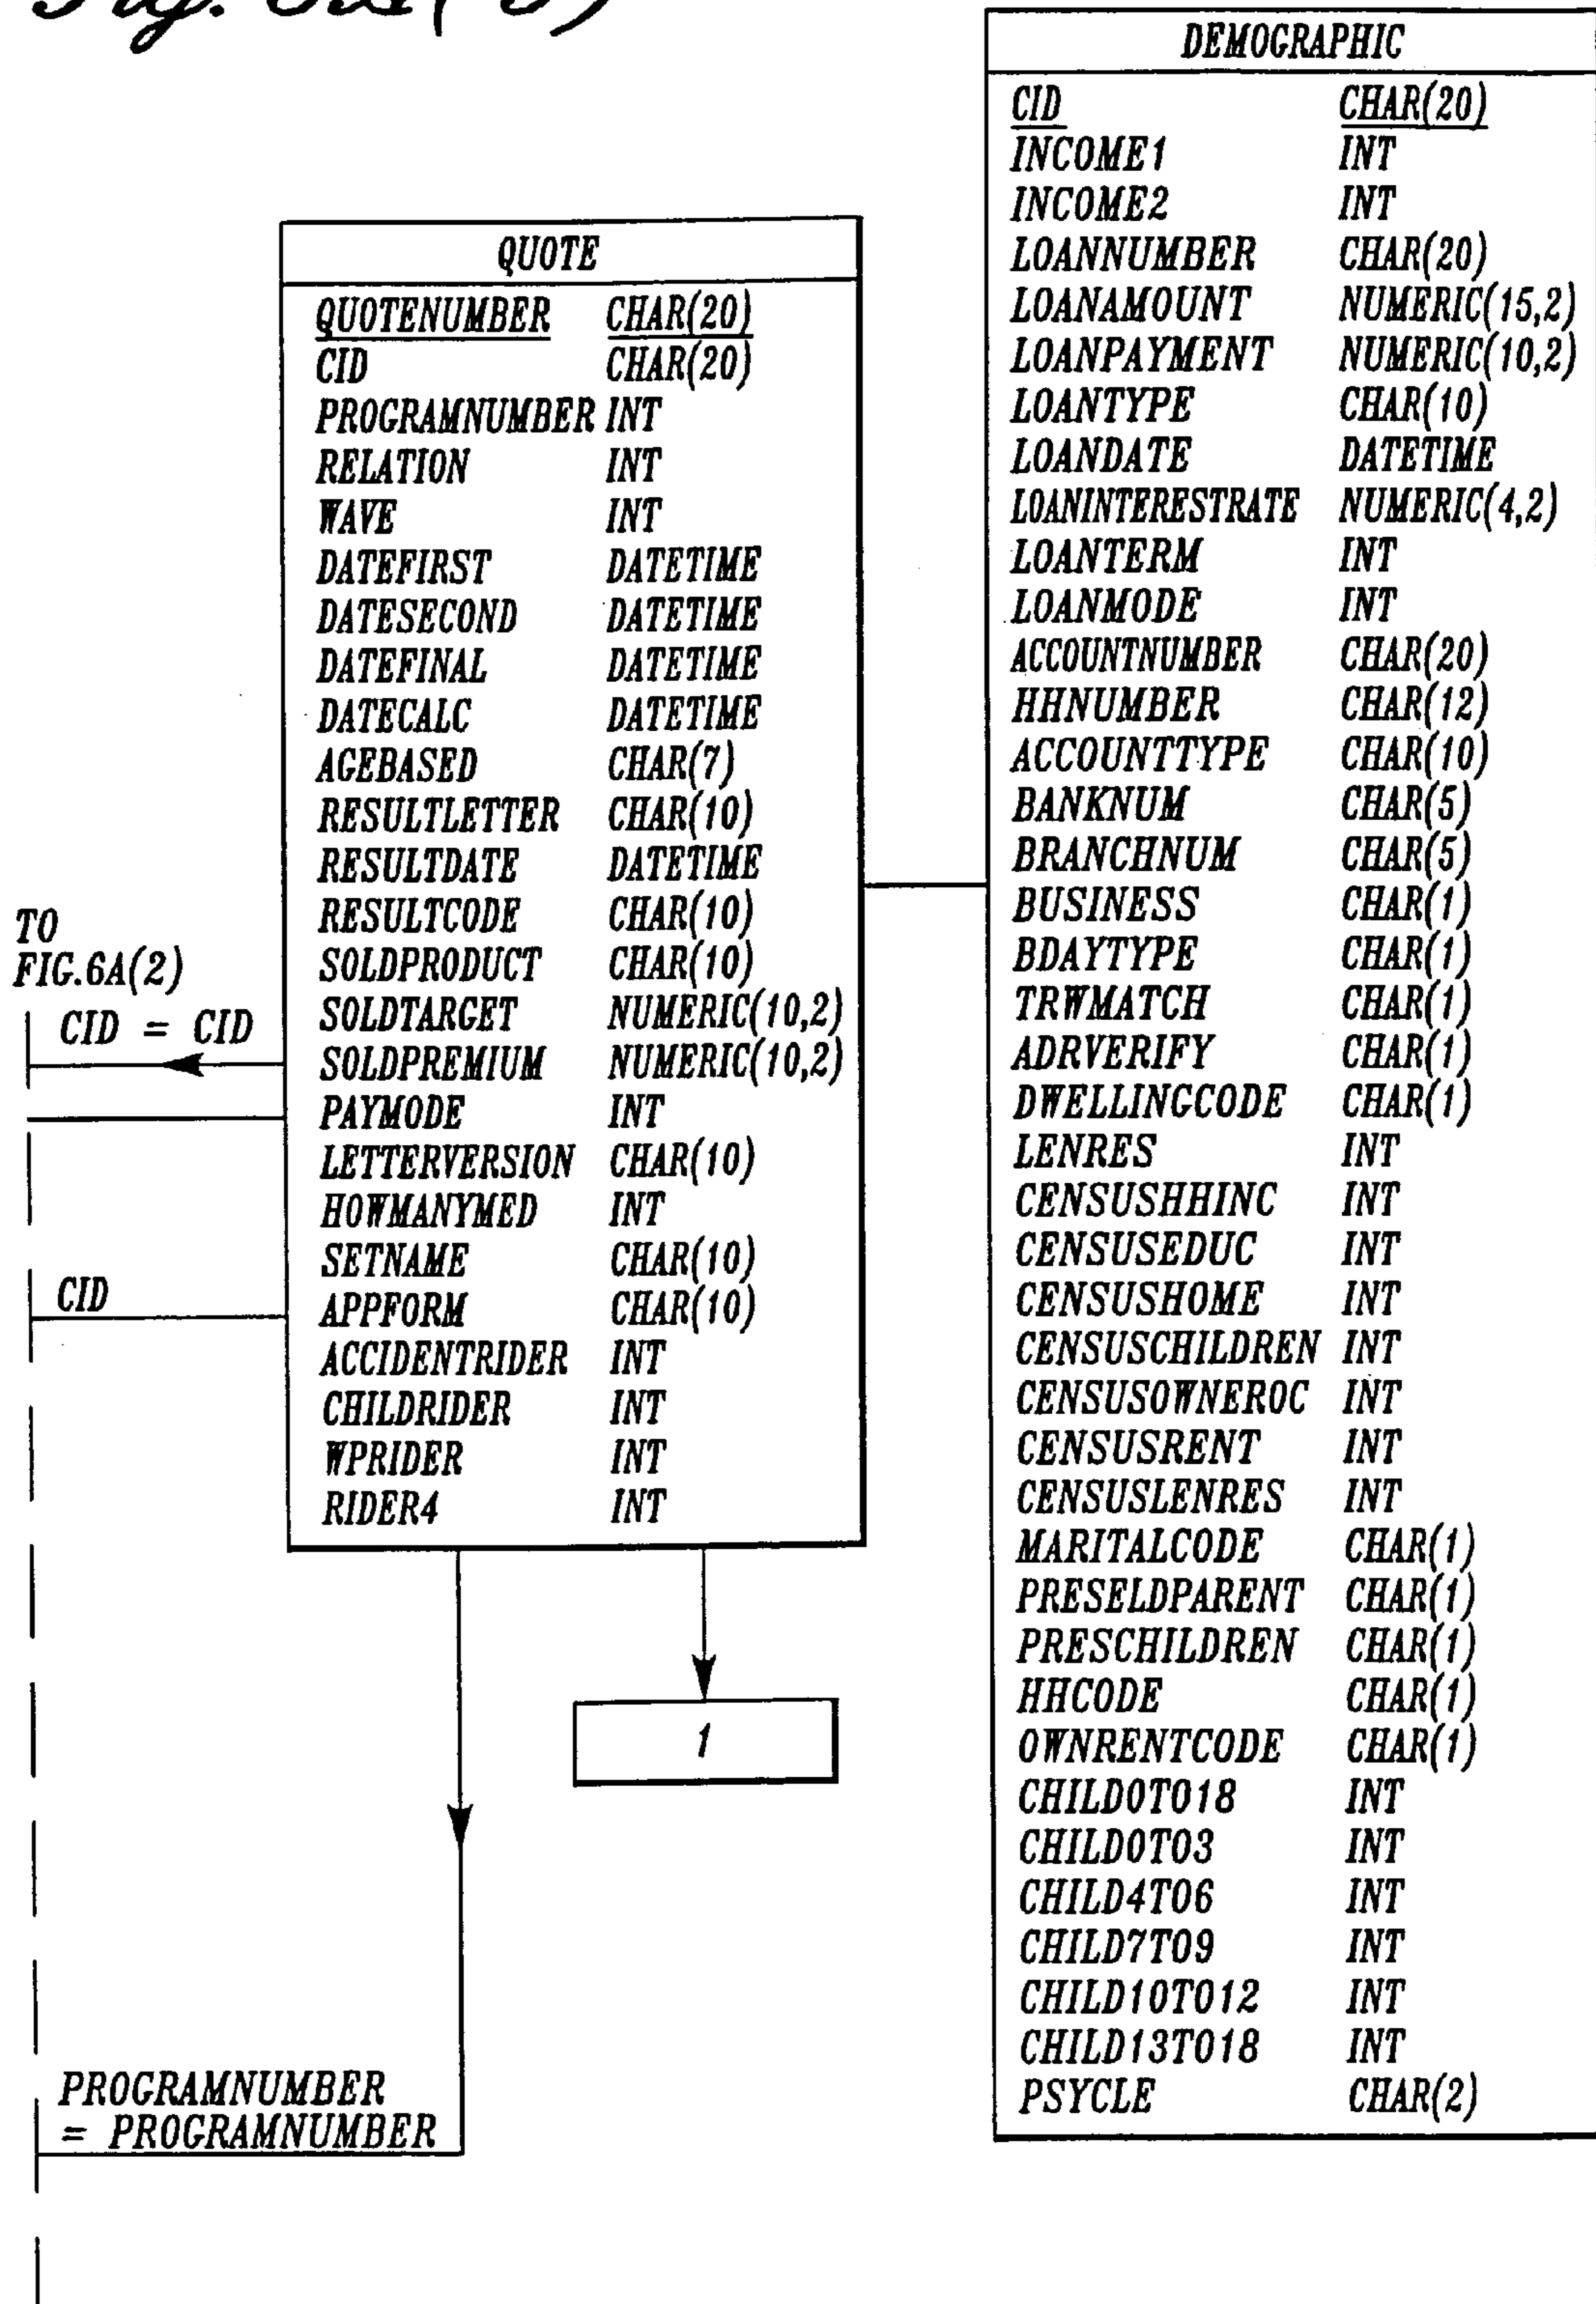 Fig. 6A(3)
QUOTE
QUOTENUMBER CHAR(20)
CID CHAR(20)
PROGRAMNUMBER INT
RELATION INT
WAVE INT
DATEFIRST DATETIME
DATESECOND DATETIME
DATEFINAL DATETIME
DATECALC DATETIME
AGEBASED CHAR(7)
RESULTLETTER CHAR(10)
RESULTDATE DATETIME
RESULTCODE CHAR(10)
SOLDPRODUCT CHAR(10)
SOLDTARGET NUMERIC(10,2)
SOLDPREMIUM NUMERIC(10,2)
PAYMODE INT
LETTERVERSION CHAR(10)
HOWMANYMED INT
SETNAME CHAR(10)
APPFORM CHAR(10)
ACCIDENTRIDER INT
CHILDRIDER INT
WPRIDER INT
RIDER4 INT
TO
FIG.6A(2)
CID = CID
CID
1
PROGRAMNUMBER
= PROGRAMNUMBER
DEMOGRAPHIC
CID CHAR(20)
INCOME1 INT
INCOME2 INT
LOANNUMBER CHAR(20)
LOANAMOUNT NUMERIC(15,2)
LOANPAYMENT NUMERIC(10,2)
LOANTYPE CHAR(10)
LOANDATE DATETIME
LOANINTERESTRATE NUMERIC(4,2)
LOANTERM INT
LOANMODE INT
ACCOUNTNUMBER CHAR(20)
HHNUMBER CHAR(12)
ACCOUNTTYPE CHAR(10)
BANKNUM CHAR(5)
BRANCHNUM CHAR(5)
BUSINESS CHAR(1)
BDAYTYPE CHAR(1)
TRWMATCH CHAR(1)
ADRVERIFY CHAR(1)
DWELLINGCODE CHAR(1)
LENRES INT
CENSUSHHINC INT
CENSUSEDUC INT
CENSUSHOME INT
CENSUSCHILDREN INT
CENSUSOWNEROC INT
CENSUSRENT INT
CENSUSLENRES INT
MARITALCODE CHAR(1)
PRESELDPARENT CHAR(1)
PRESCHILDREN CHAR(1)
HHCODE CHAR(1)
OWNRENTCODE CHAR(1)
CHILD0TO18 INT
CHILD0TO3 INT
CHILD4TO6 INT
CHILD7TO9 INT
CHILD10TO12 INT
CHILD13TO18 INT
PSYCLE CHAR(2)